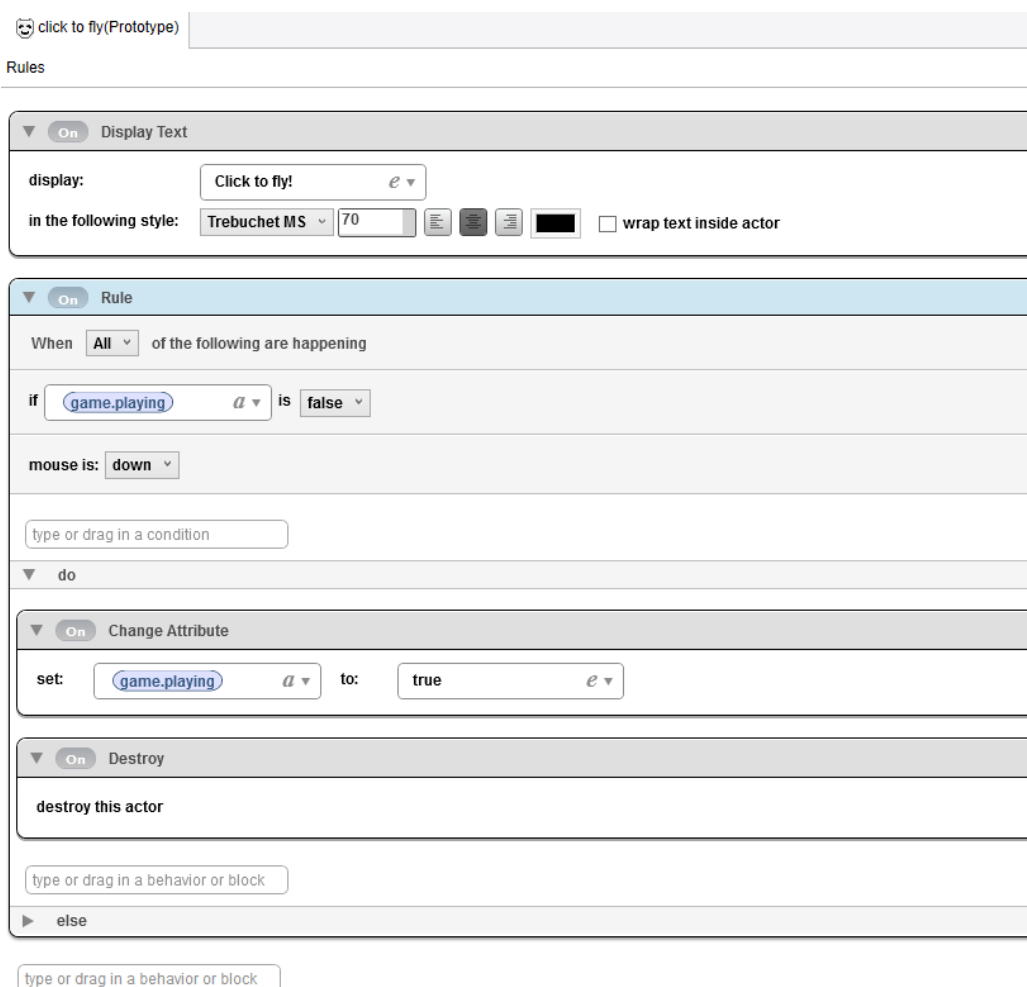 click to fly(Prototype)
Rules
On Display Text
display: Click to fly! e
in the following style: Trebuchet MS 70 wrap text inside actor
On Rule
When All of the following are happening
if game.playing a is false
mouse is: down
type or drag in a condition
do
On Change Attribute
set: game.playing a to: true e
On Destroy
destroy this actor
type or drag in a behavior or block
else
type or drag in a behavior or block